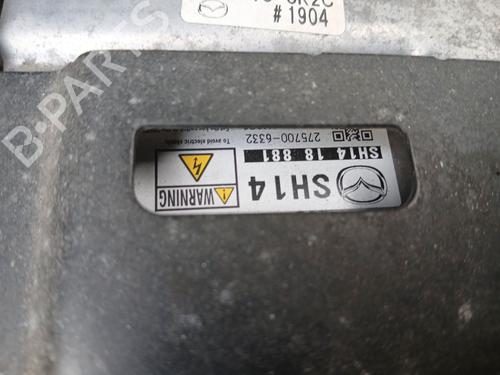 # 1904
SH14
SH14 18 881
275700-6332
WARNING
To avoid electric shock,
B-PARTS